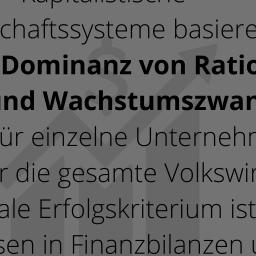 Kapitalistische
chaftssysteme basiere
Dominanz von Ratio
nd Wachstumszwan
ür einzelne Unternehm
die gesamte Volkswir
ale Erfolgskriterium ist
sen in Finanzbilanzen